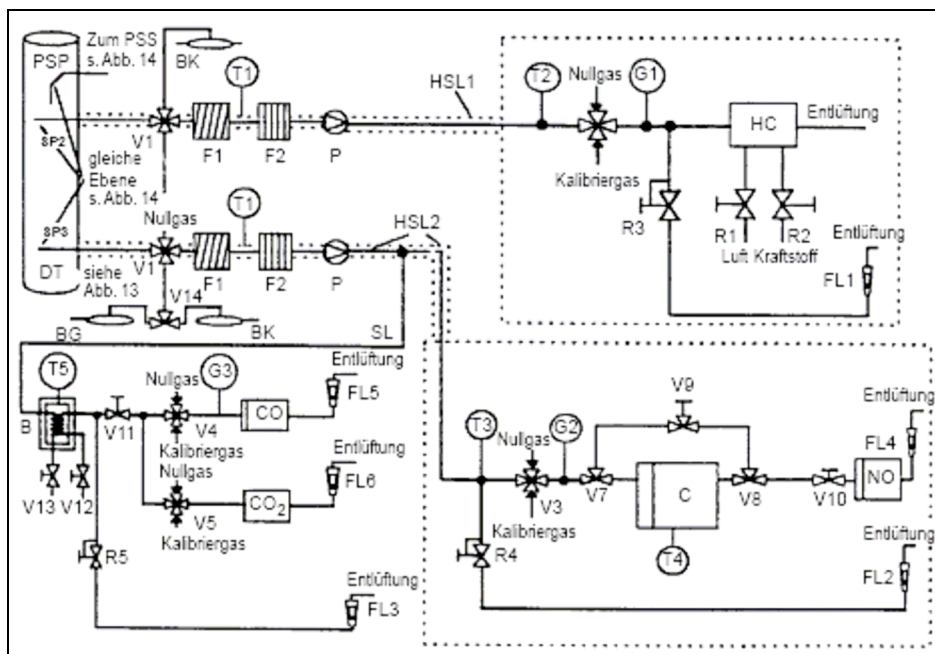 Zum PSS
s. Abb. 14
PSP
BK
T1
HSL1
V1
F1
F2
P
SP2
gleiche
Ebene
s. Abb. 14
SP3
DT
siehe
Abb. 13
Nullgas
V1
T1
HSL2
F1
F2
P
V14
BG
BK
SL
T2
Nullgas
G1
Kalibriergas
HC
Entlüftung
R3
R1
R2
Luft Kraftstoff
Entlüftung
FL1
T5
B
V11
V13
V12
Nullgas
V4
Kalibriergas
G3
CO
Entlüftung
FL5
Nullgas
V5
Kalibriergas
CO2
Entlüftung
FL6
R5
Entlüftung
FL3
T3
Nullgas
G2
V3
Kalibriergas
V7
V9
C
T4
V8
V10
NO
Entlüftung
FL4
R4
Entlüftung
FL2